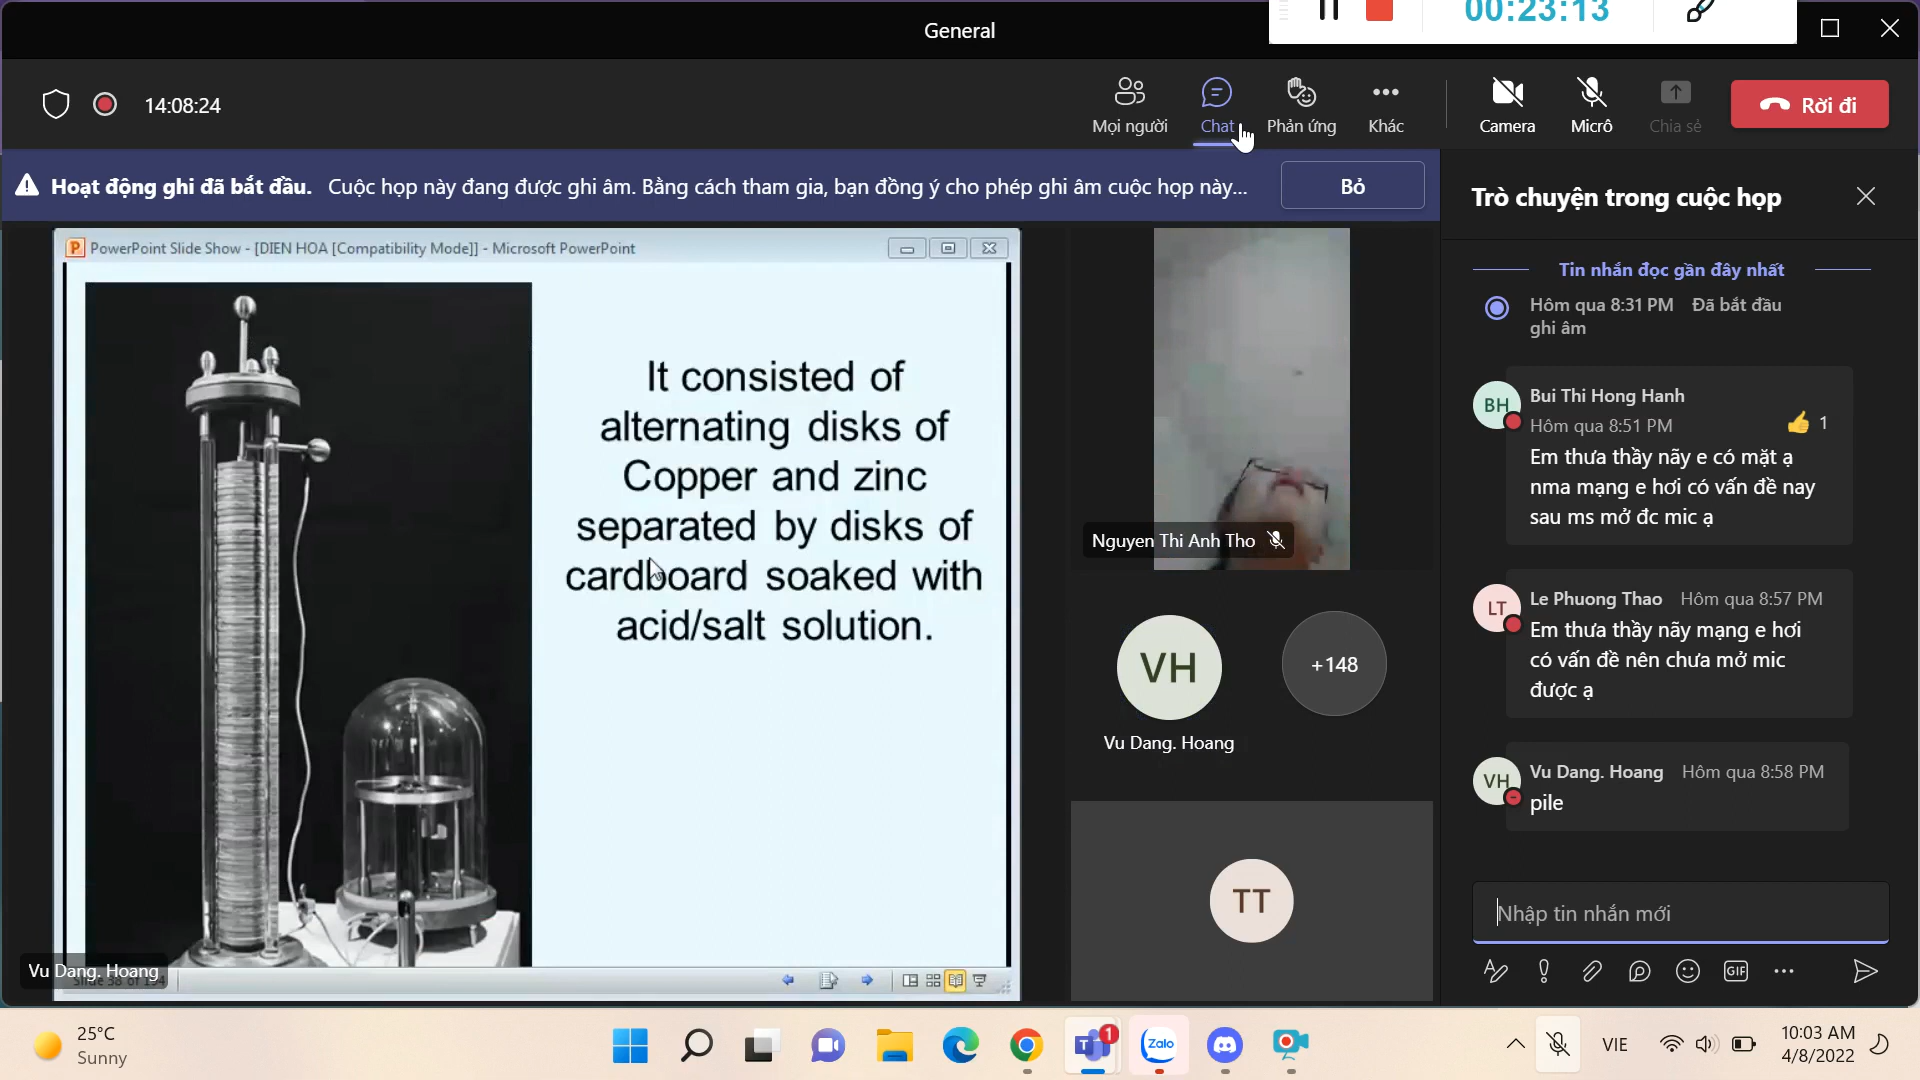 General
00:23:13
14:08:24
Mọi người
Chat
Phản ứng
Khác
Camera
Micrô
Chia sẻ
Rời đi
Hoạt động ghi đã bắt đầu. Cuộc họp này đang được ghi âm. Bằng cách tham gia, bạn đồng ý cho phép ghi âm cuộc họp này...
Bỏ
PowerPoint Slide Show - [DIEN HOA [Compatibility Mode]] - Microsoft PowerPoint
It consisted of
alternating disks of
Copper and zinc
separated by disks of
cardboard soaked with
acid/salt solution.
Vu Dang. Hoang
Nguyen Thi Anh Tho
VH
+148
Vu Dang. Hoang
TT
Trò chuyện trong cuộc họp
Tin nhắn đọc gần đây nhất
Hôm qua 8:31 PM Đã bắt đầu
ghi âm
BH
Bui Thi Hong Hanh
Hôm qua 8:51 PM
1
Em thưa thầy nãy e có mặt ạ
nma mạng e hơi có vấn đề nay
sau ms mở đc mic ạ
LT
Le Phuong Thao Hôm qua 8:57 PM
Em thưa thầy nãy mạng e hơi
có vấn đề nên chưa mở mic
được ạ
VH
Vu Dang. Hoang Hôm qua 8:58 PM
pile
Nhập tin nhắn mới
GIF
25°C
Sunny
1
Zalo
VIE
10:03 AM
4/8/2022